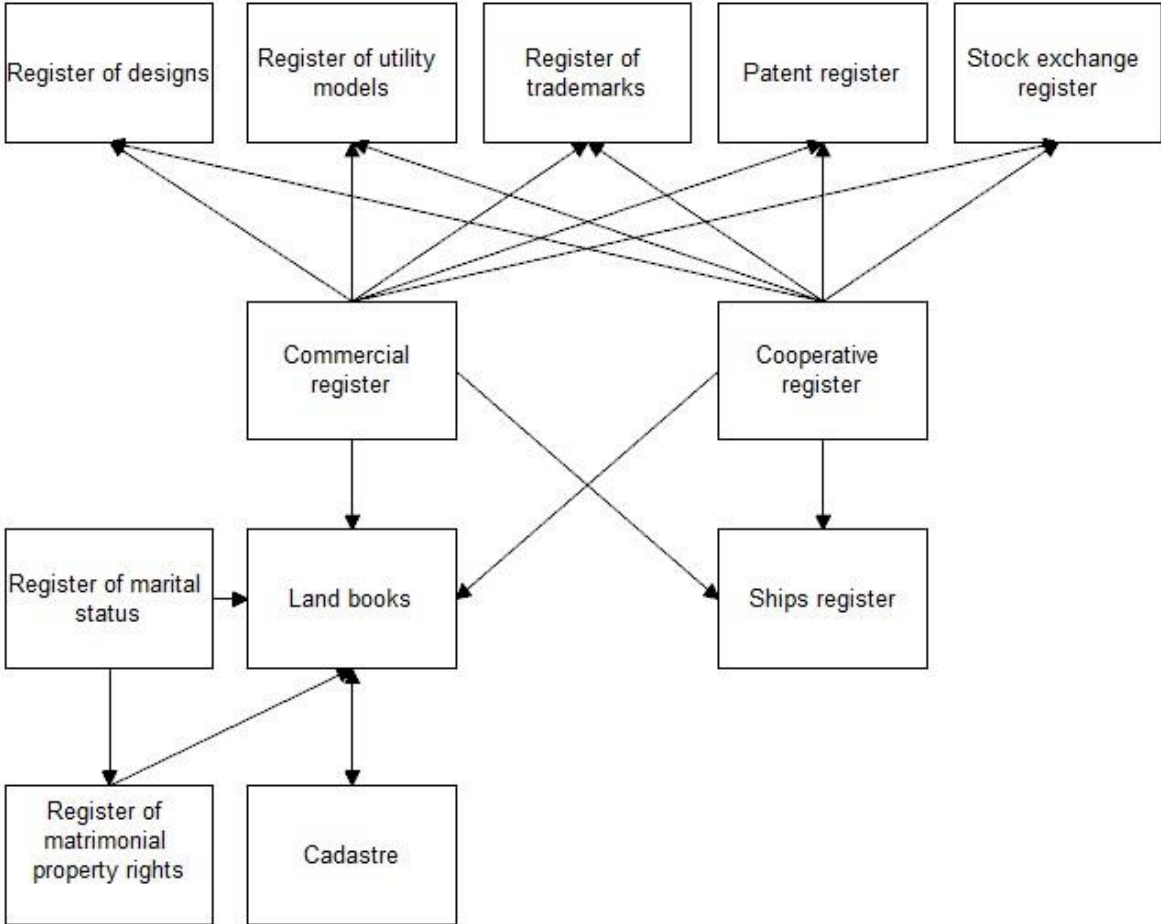 Register of designs
Register of utility
models
Register of
trademarks
Patent register
Stock exchange
register
Commercial
register
Cooperative
register
Register of marital
status
Land books
Ships register
Register of
matrimonial
property rights
Cadastre